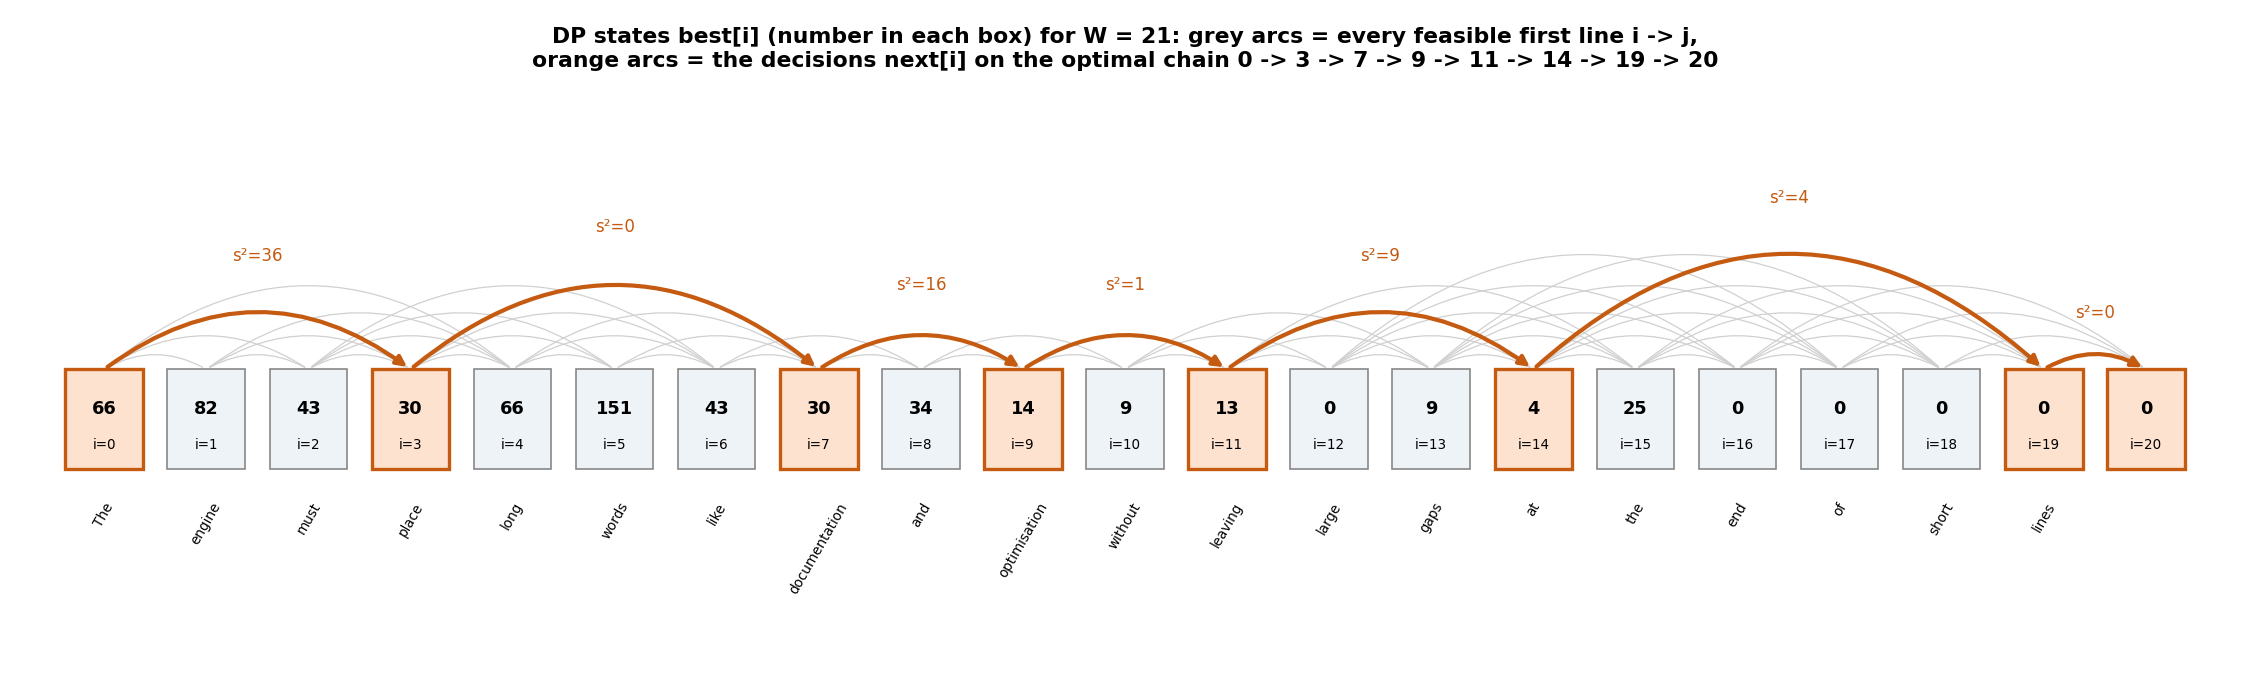 DP states best[i] (number in each box) for W = 21: grey arcs = every feasible first line i -> j,
orange arcs = the decisions next[i] on the optimal chain 0 -> 3 -> 7 -> 9 -> 11 -> 14 -> 19 -> 20
s²=4
s²=0
s²=36
s²=9
s²=16
s²=1
s²=0
66 82 43 30 66 151 43 30 34 14 9 13 0 9 4 25 0 0 0 0 0
i=0 i=1 i=2 i=3 i=4 i=5 i=6 i=7 i=8 i=9 i=10 i=11 i=12 i=13 i=14 i=15 i=16 i=17 i=18 i=19 i=20
The engine must place long words like documentation and optimisation without leaving large gaps at the end of short lines